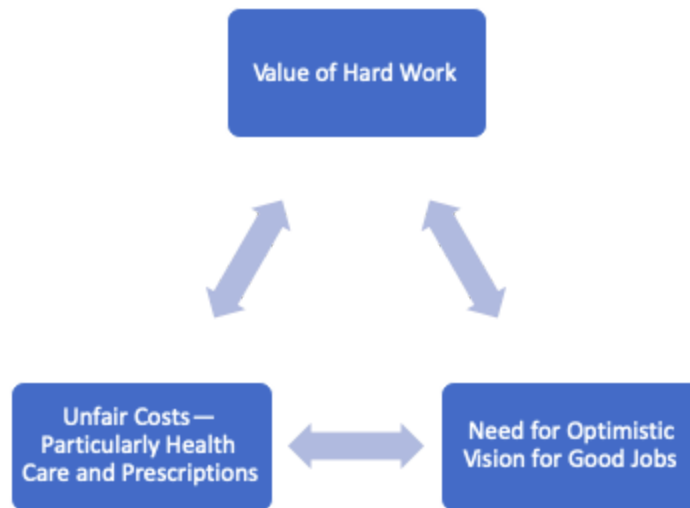 Value of Hard Work
Unfair Costs—
Particularly Health
Care and Prescriptions
Need for Optimistic
Vision for Good Jobs